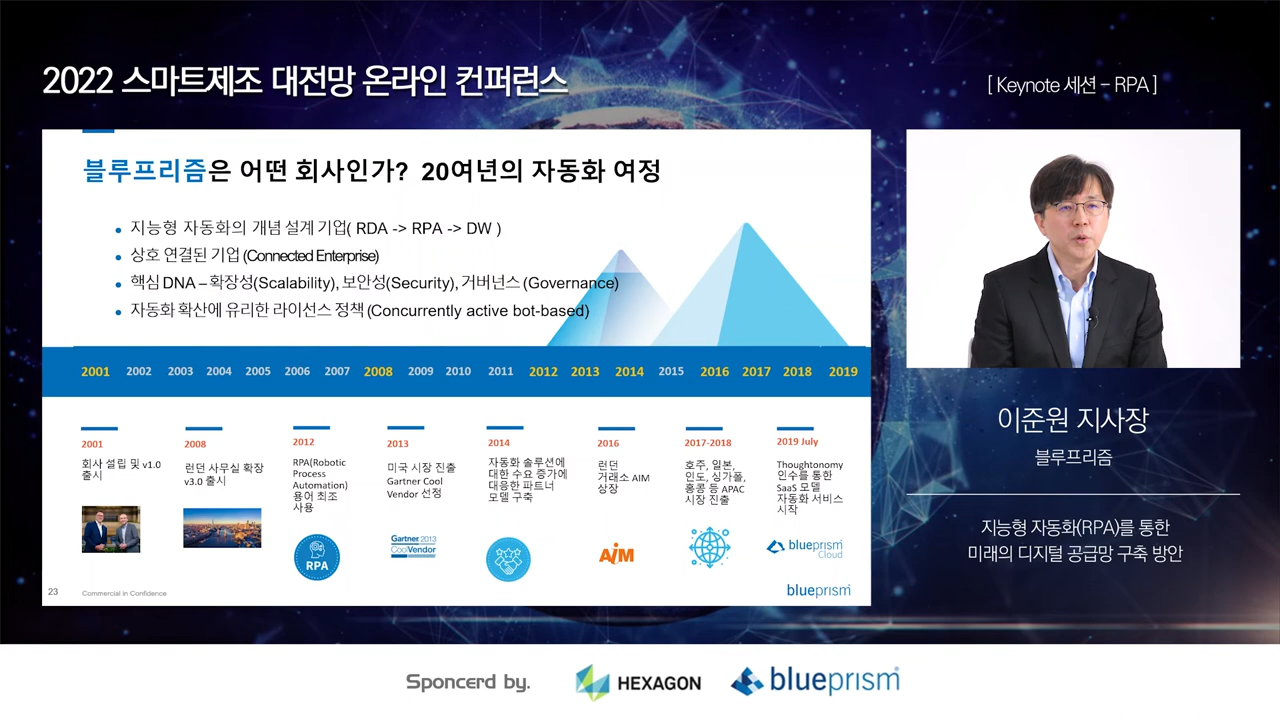 2022 스마트제조 대전망 온라인 컨퍼런스
[ Keynote 세션 – RPA ]
블루프리즘은 어떤 회사인가? 20여년의 자동화 여정
• 지능형 자동화의 개념 설계 기업( RDA -> RPA -> DW )
• 상호 연결된 기업 (Connected Enterprise)
• 핵심 DNA – 확장성(Scalability), 보안성(Security), 거버넌스 (Governance)
• 자동화 확산에 유리한 라이선스 정책 (Concurrently active bot-based)
2001 2002 2003 2004 2005 2006 2007 2008 2009 2010 2011 2012 2013 2014 2015 2016 2017 2018 2019
2001
회사 설립 및 v1.0
출시
2008
런던 사무실 확장
v3.0 출시
2012
RPA(Robotic
Process
Automation)
용어 최초
사용
RPA
2013
미국 시장 진출
Gartner Cool
Vendor 선정
Gartner 2013
CoolVendor
2014
자동화 솔루션에
대한 수요 증가에
대응한 파트너
모델 구축
2016
런던
거래소 AIM
상장
AiM
2017-2018
호주, 일본,
인도, 싱가폴,
홍콩 등 APAC
시장 진출
2019 July
Thoughtonomy
인수를 통한
SaaS 모델
자동화 서비스
시작
blueprism
Cloud
23
Commercial in Confidence
blueprism
이준원 지사장
블루프리즘
지능형 자동화(RPA)를 통한
미래의 디지털 공급망 구축 방안
Sponcerd by.
HEXAGON
blueprism